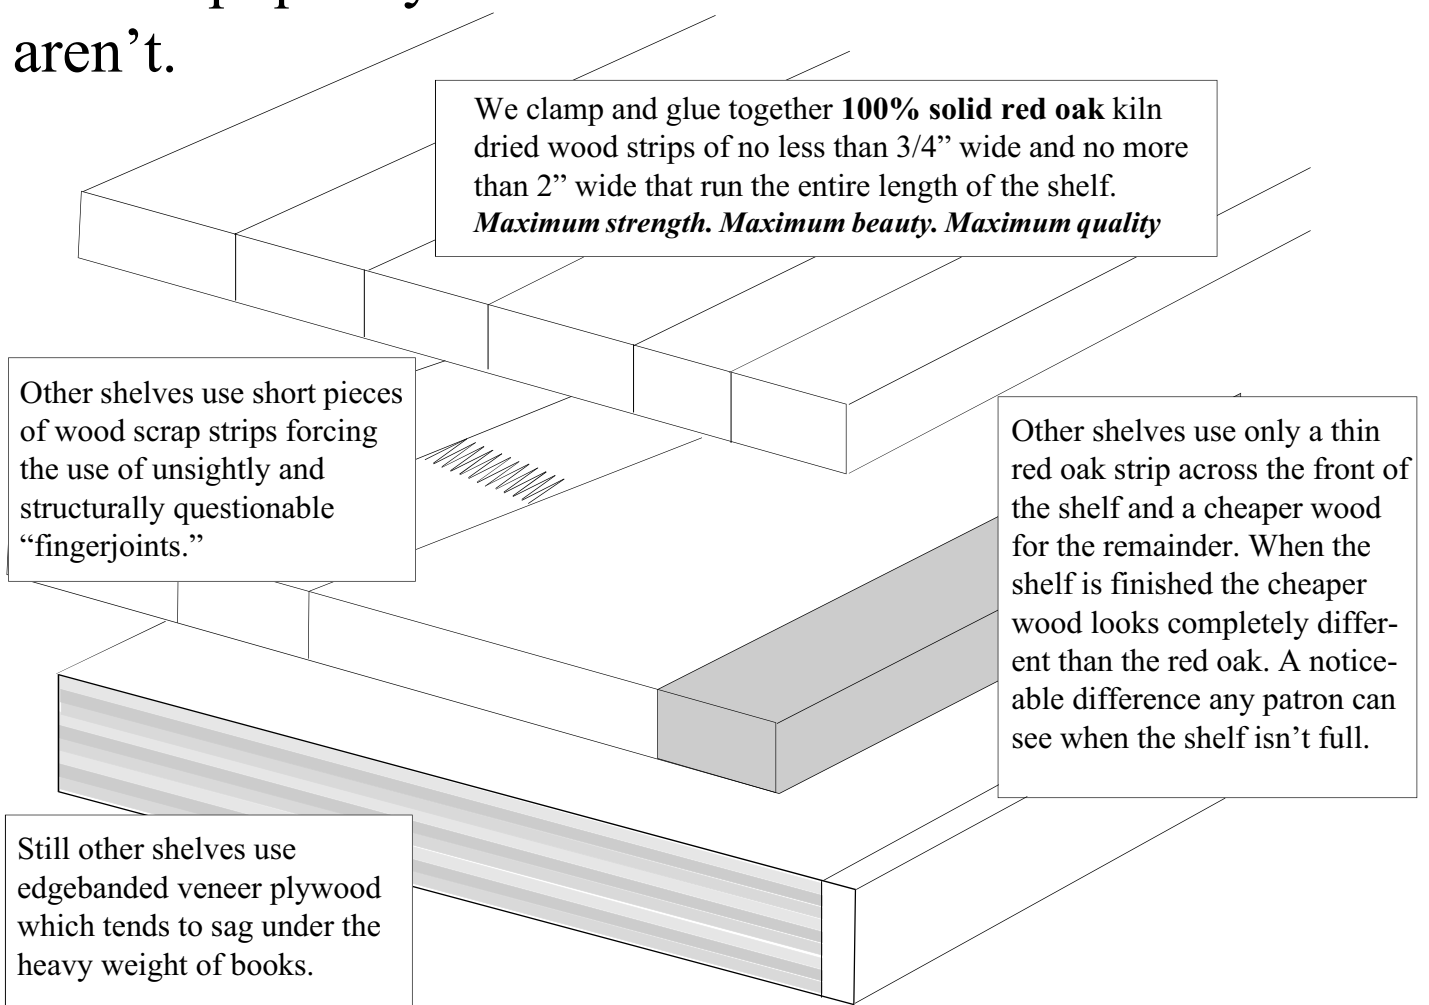 aren’t.
We clamp and glue together 100% solid red oak kiln
dried wood strips of no less than 3/4” wide and no more
than 2” wide that run the entire length of the shelf.
Maximum strength. Maximum beauty. Maximum quality
Other shelves use short pieces
of wood scrap strips forcing
the use of unsightly and
structurally questionable
“fingerjoints.”
Other shelves use only a thin
red oak strip across the front of
the shelf and a cheaper wood
for the remainder. When the
shelf is finished the cheaper
wood looks completely differ-
ent than the red oak. A notice-
able difference any patron can
see when the shelf isn’t full.
Still other shelves use
edgebanded veneer plywood
which tends to sag under the
heavy weight of books.